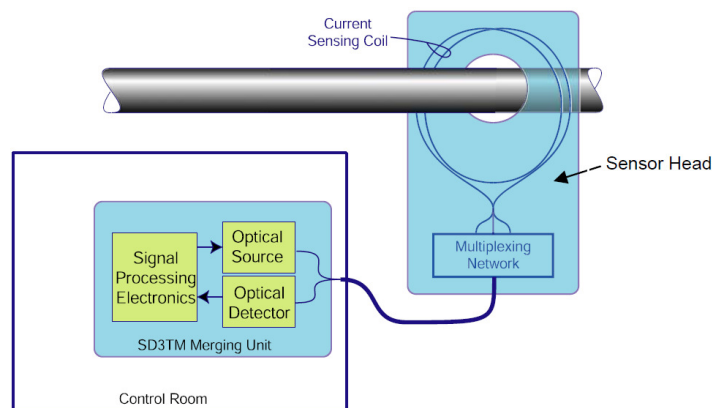 Current
Sensing Coil
Sensor Head
Multiplexing
Network
Signal
Processing
Electronics
Optical
Source
Optical
Detector
SD3TM Merging Unit
Control Room